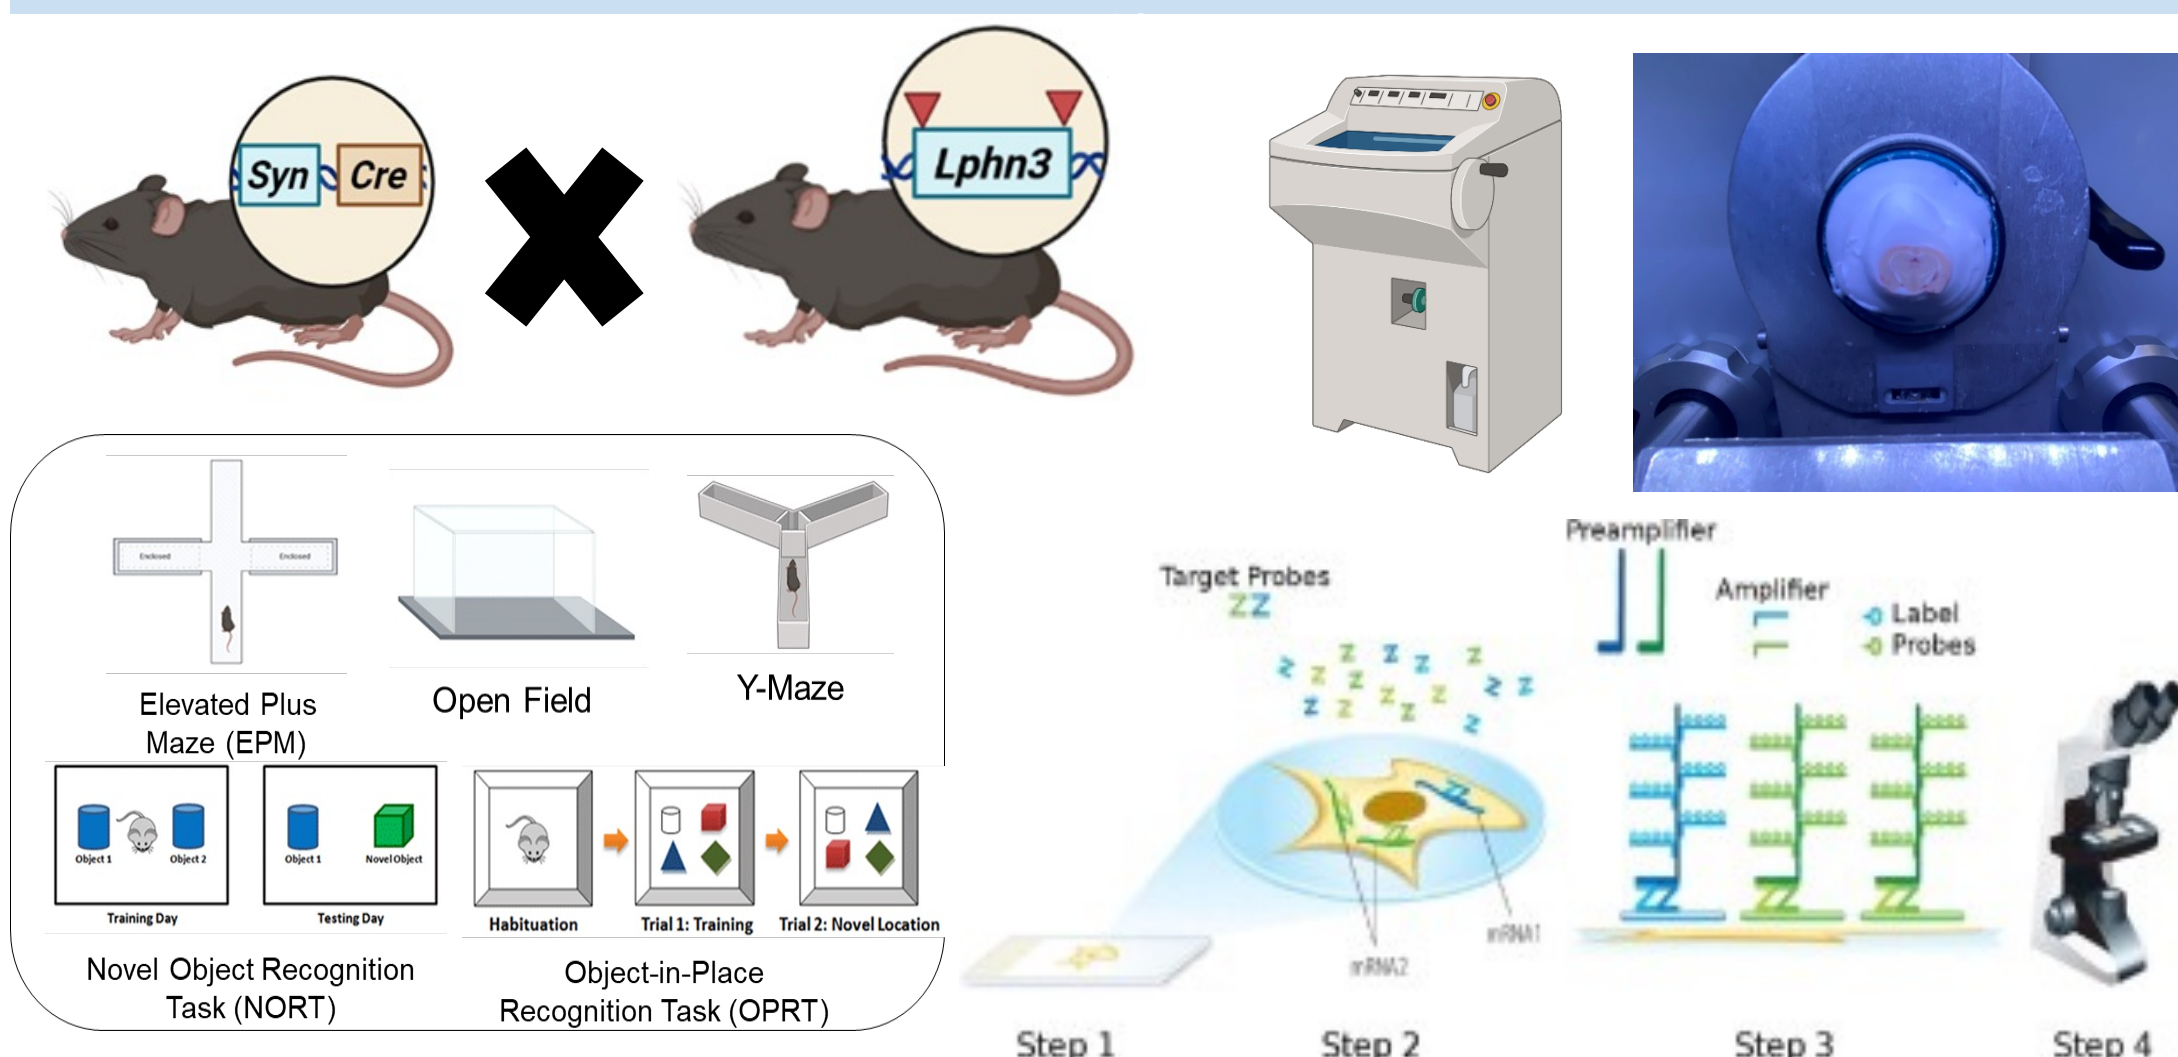 Syn
Cre
Lphn3
Enclosed
Enclosed
Elevated Plus
Maze (EPM)
Open Field
Y-Maze
Object 1
Object 2
Training Day
Object 1
Novel Object
Testing Day
Novel Object Recognition
Task (NORT)
Habituation
Trial 1: Training
Trial 2: Novel Location
Object-in-Place
Recognition Task (OPRT)
Target Probes
ZZ
Preamplifier
Amplifier
Label
Probes
mRNA2
mRNA1
Step 1
Step 2
Step 3
Step 4